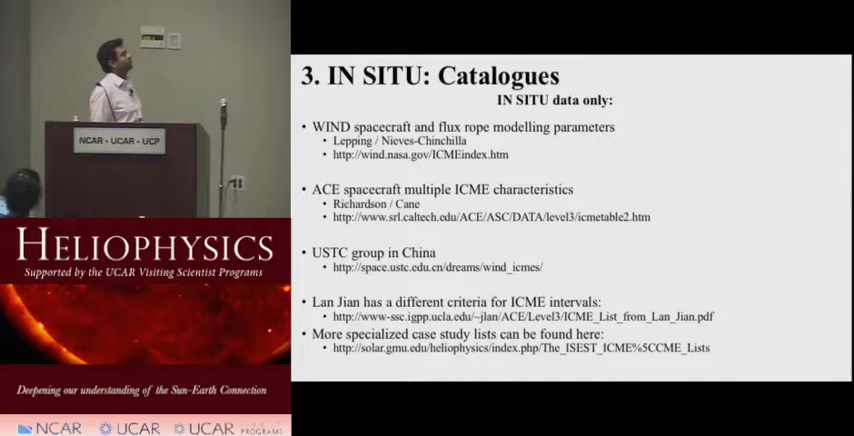 NCAR • UCAR • UCP
HELIOPHYSICS
Supported by the UCAR Visiting Scientist Programs
Deepening our understanding of the Sun-Earth Connection
NCAR
UCAR
UCAR PROGRAMS
3. IN SITU: Catalogues
IN SITU data only:
• WIND spacecraft and flux rope modelling parameters
• Lepping / Nieves-Chinchilla
• http://wind.nasa.gov/ICMEindex.htm
• ACE spacecraft multiple ICME characteristics
• Richardson / Cane
• http://www.srl.caltech.edu/ACE/ASC/DATA/level3/icmetable2.htm
• USTC group in China
• http://space.ustc.edu.cn/dreams/wind_icmes/
• Lan Jian has a different criteria for ICME intervals:
• http://www-ssc.igpp.ucla.edu/~jlan/ACE/Level3/ICME_List_from_Lan_Jian.pdf
• More specialized case study lists can be found here:
• http://solar.gmu.edu/heliophysics/index.php/The_ISEST_ICME%5CCME_Lists